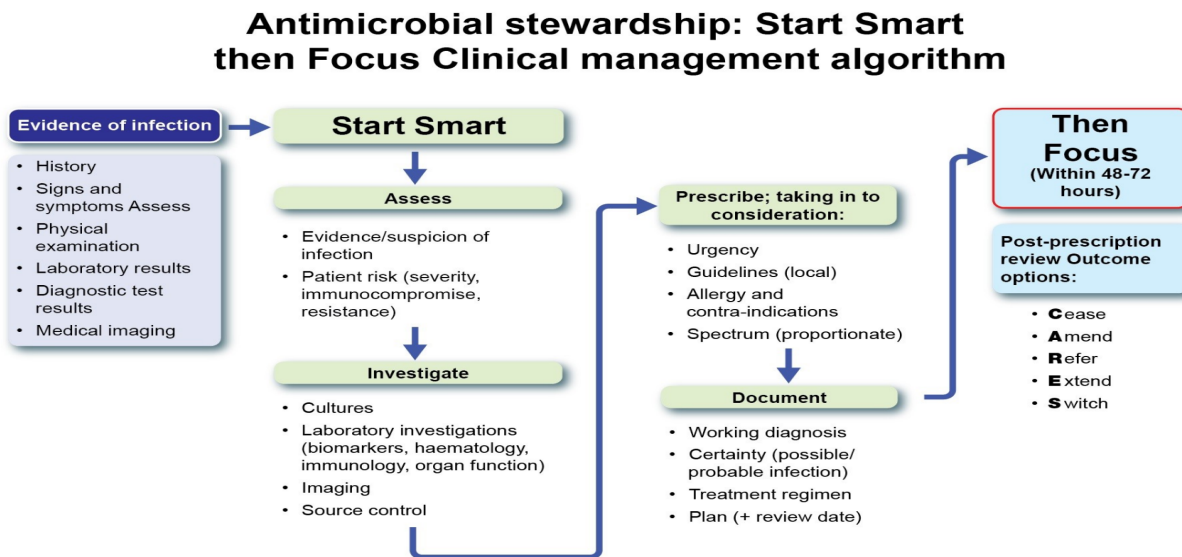 Antimicrobial stewardship: Start Smart
then Focus Clinical management algorithm
Evidence of infection
• History
• Signs and
symptoms Assess
• Physical
examination
• Laboratory results
• Diagnostic test
results
• Medical imaging
Start Smart
Assess
• Evidence/suspicion of
infection
• Patient risk (severity,
immunocompromise,
resistance)
Investigate
• Cultures
• Laboratory investigations
(biomarkers, haematology,
immunology, organ function)
• Imaging
• Source control
Prescribe; taking in to
consideration:
• Urgency
• Guidelines (local)
• Allergy and
contra-indications
• Spectrum (proportionate)
Document
• Working diagnosis
• Certainty (possible/
probable infection)
• Treatment regimen
• Plan (+ review date)
Then
Focus
(Within 48-72
hours)
Post-prescription
review Outcome
options:
• Cease
• Amend
• Refer
• Extend
• Switch